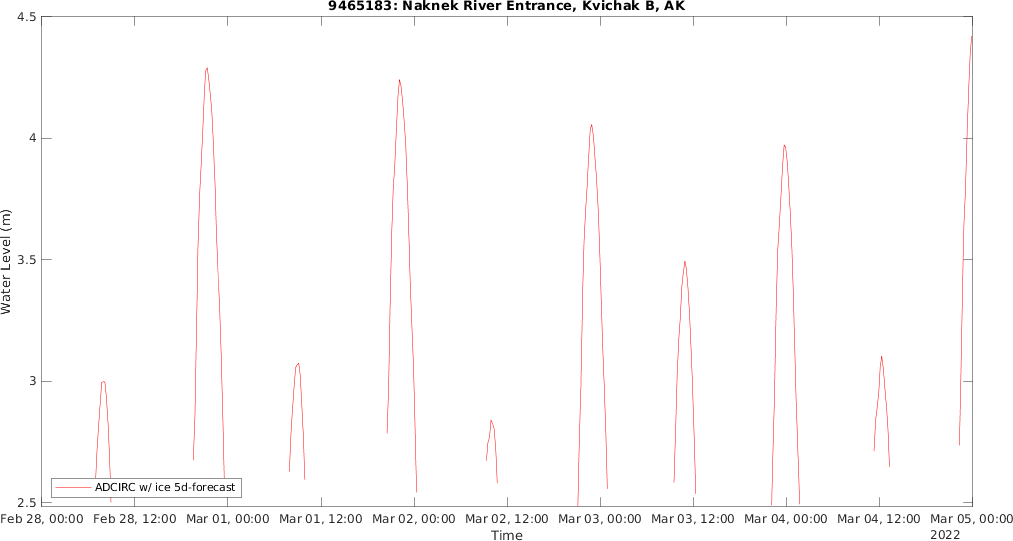 9465183: Naknek River Entrance, Kvichak B, AK
Water Level (m)
4.5
4
3.5
3
2.5
ADCIRC w/ ice 5d-forecast
Feb 28, 00:00 Feb 28, 12:00 Mar 01, 00:00 Mar 01, 12:00 Mar 02, 00:00 Mar 02, 12:00 Mar 03, 00:00 Mar 03, 12:00 Mar 04, 00:00 Mar 04, 12:00 Mar 05, 00:00
Time
2022